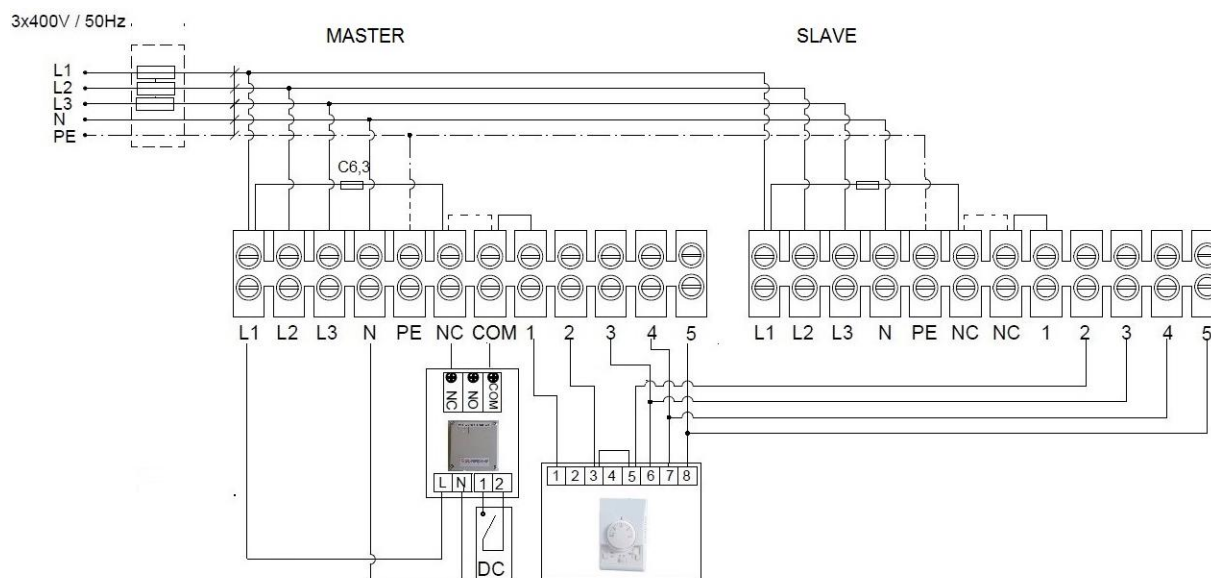 3x400V / 50Hz
MASTER SLAVE
L1
L2
L3
N
PE
C6,3
L1 L2 L3 N PE NC COM 1 2 3 4 5
L1 L2 L3 N PE NC NC 1 2 3 4 5
NC NO COM
L N 1 2
1 2 3 4 5 6 7 8
DC